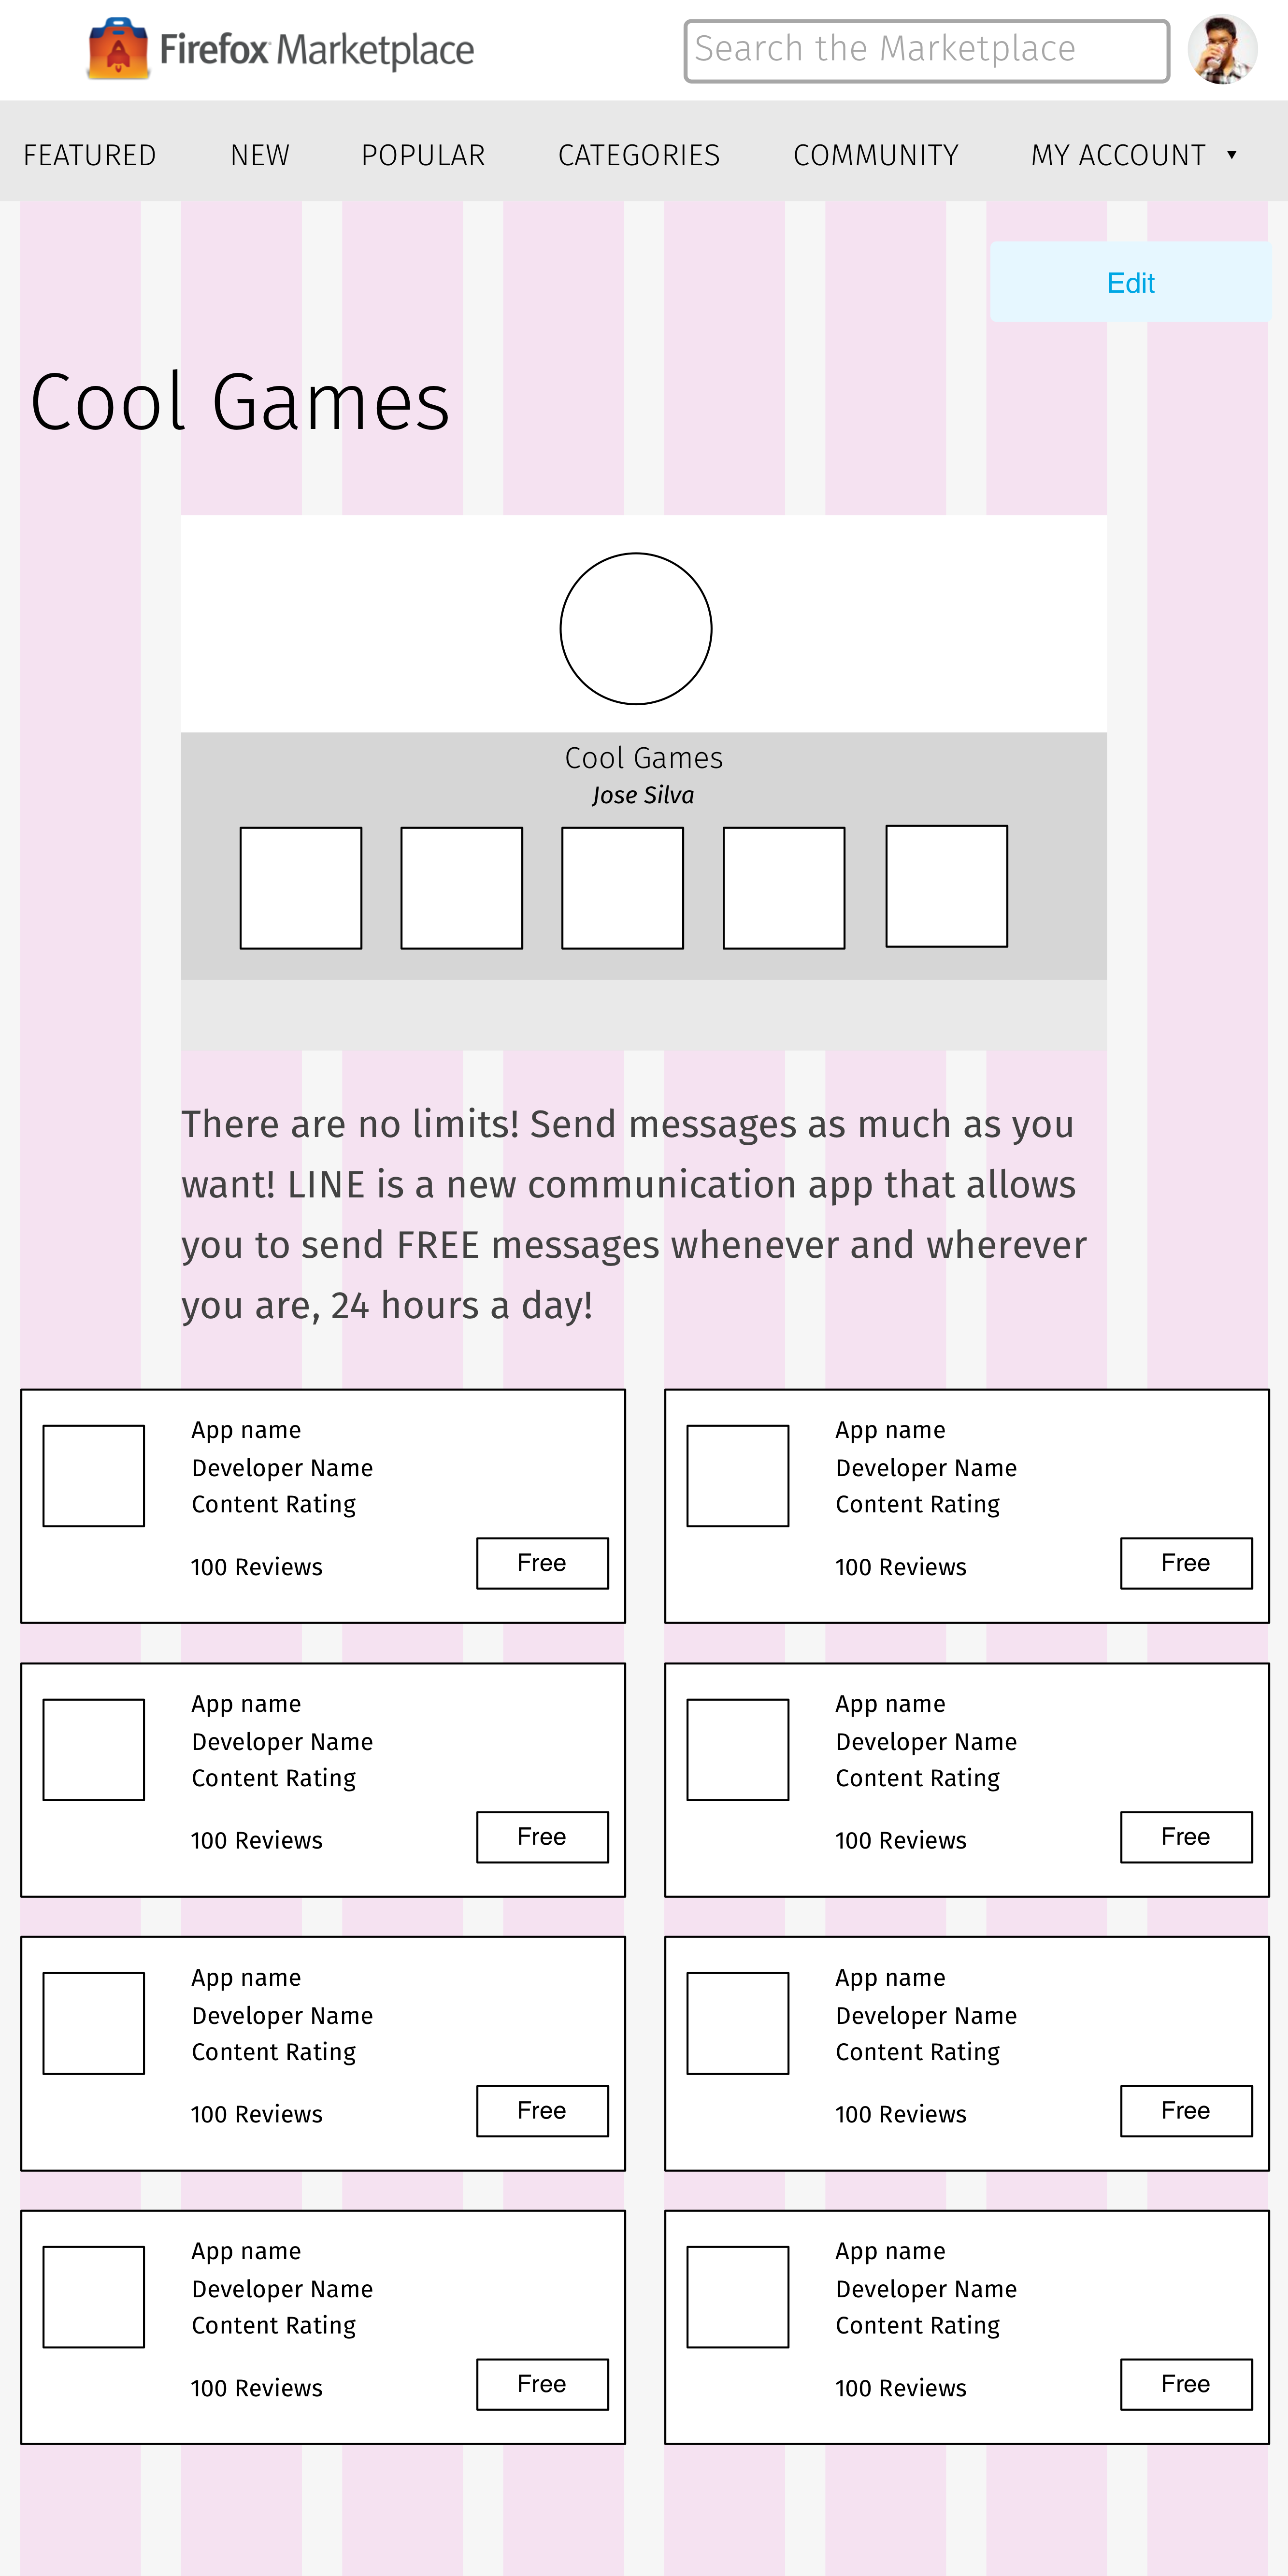 Firefox Marketplace
Search the Marketplace
FEATURED NEW POPULAR CATEGORIES COMMUNITY MY ACCOUNT ▼
Edit
Cool Games
Cool Games
Jose Silva
There are no limits! Send messages as much as you
want! LINE is a new communication app that allows
you to send FREE messages whenever and wherever
you are, 24 hours a day!
App name
Developer Name
Content Rating
100 Reviews
Free
App name
Developer Name
Content Rating
100 Reviews
Free
App name
Developer Name
Content Rating
100 Reviews
Free
App name
Developer Name
Content Rating
100 Reviews
Free
App name
Developer Name
Content Rating
100 Reviews
Free
App name
Developer Name
Content Rating
100 Reviews
Free
App name
Developer Name
Content Rating
100 Reviews
Free
App name
Developer Name
Content Rating
100 Reviews
Free